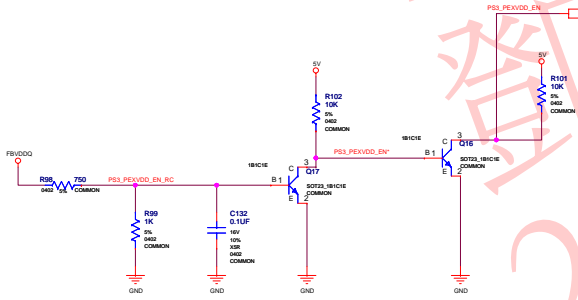 PS3_PEXVDD_EN
5V
R101
10K
5%
0402
COMMON
5V
R102
10K
5%
0402
COMMON
1B1C1E
C
3
Q16
B
1
SOT23_1B1C1E
COMMON
E
2
PS3_PEXVDD_EN*
FBVDDQ
R98
750
0402
5%
COMMON
PS3_PEXVDD_EN_RC
1B1C1E
C
3
Q17
B
1
SOT23_1B1C1E
COMMON
E
2
R99
1K
5%
0402
COMMON
C132
0.1UF
16V
10%
X5R
0402
COMMON
GND
GND
GND
GND